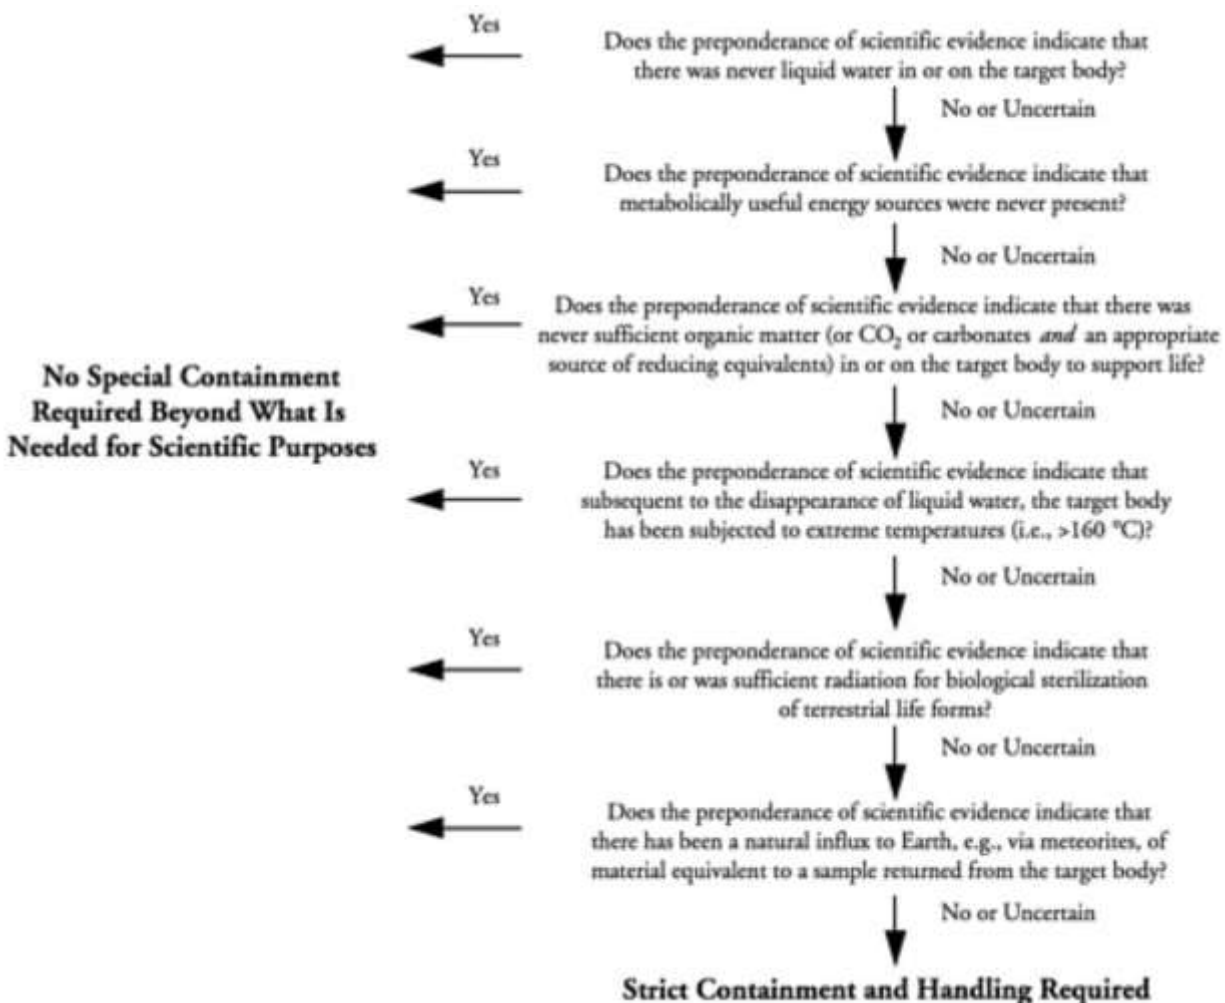 Yes
Does the preponderance of scientific evidence indicate that
there was never liquid water in or on the target body?
No or Uncertain
Yes
Does the preponderance of scientific evidence indicate that
metabolically useful energy sources were never present?
No or Uncertain
Yes
Does the preponderance of scientific evidence indicate that there was
never sufficient organic matter (or CO₂ or carbonates and an appropriate
source of reducing equivalents) in or on the target body to support life?
No or Uncertain
No Special Containment
Required Beyond What Is
Needed for Scientific Purposes
Yes
Does the preponderance of scientific evidence indicate that
subsequent to the disappearance of liquid water, the target body
has been subjected to extreme temperatures (i.e., >160 °C)?
No or Uncertain
Yes
Does the preponderance of scientific evidence indicate that
there is or was sufficient radiation for biological sterilization
of terrestrial life forms?
No or Uncertain
Yes
Does the preponderance of scientific evidence indicate that
there has been a natural influx to Earth, e.g., via meteorites, of
material equivalent to a sample returned from the target body?
No or Uncertain
Strict Containment and Handling Required